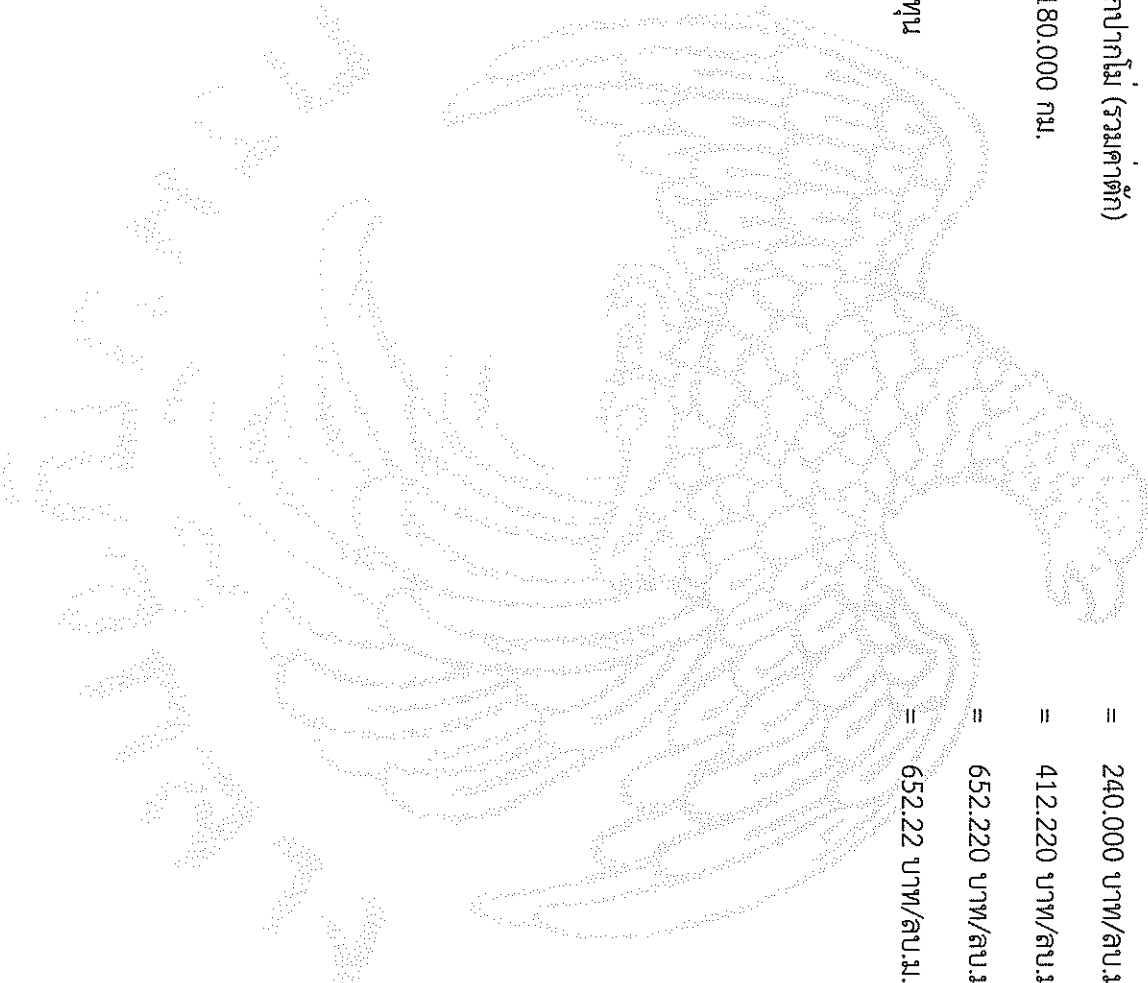 าปากโม่ (รวมค่าตัก) = 240.000 บาท/ลบ.ม
180.000 กม. = 412.220 บาท/ลบ.ม
= 652.220 บาท/ลบ.ม
ทุน = 652.22 บาท/ลบ.ม.